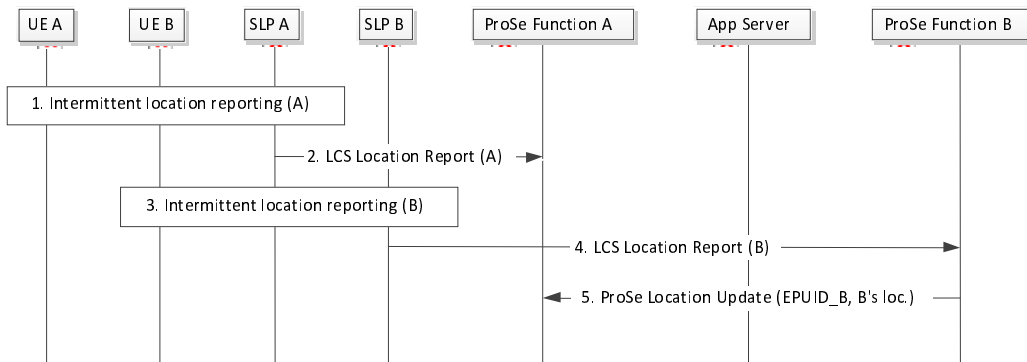 UE A
UE B
SLP A
SLP B
ProSe Function A
App Server
ProSe Function B
1. Intermittent location reporting (A)
2. LCS Location Report (A)
3. Intermittent location reporting (B)
4. LCS Location Report (B)
5. ProSe Location Update (EPUID_B, B's loc.)